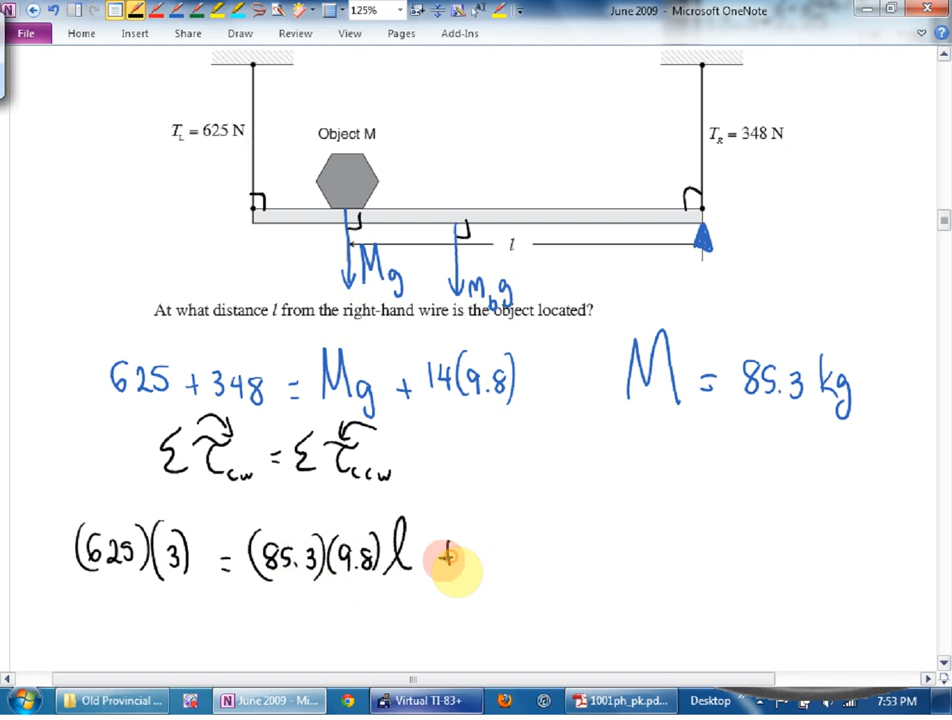 125%
June 2009 - Microsoft OneNote
File Home Insert Share Draw Review View Pages Add-Ins
Object M
T_L = 625 N
T_R = 348 N
l
Mg
m_b g
At what distance l from the right-hand wire is the object located?
625 + 348 = Mg + 14(9.8)
M = 85.3 kg
Στ_cw = Στ_ccw
(625)(3) = (85.3)(9.8) l +
Old Provincial ... June 2009 - Mi... Virtual TI-83+ 1001ph_pk.pd... Desktop 7:53 PM